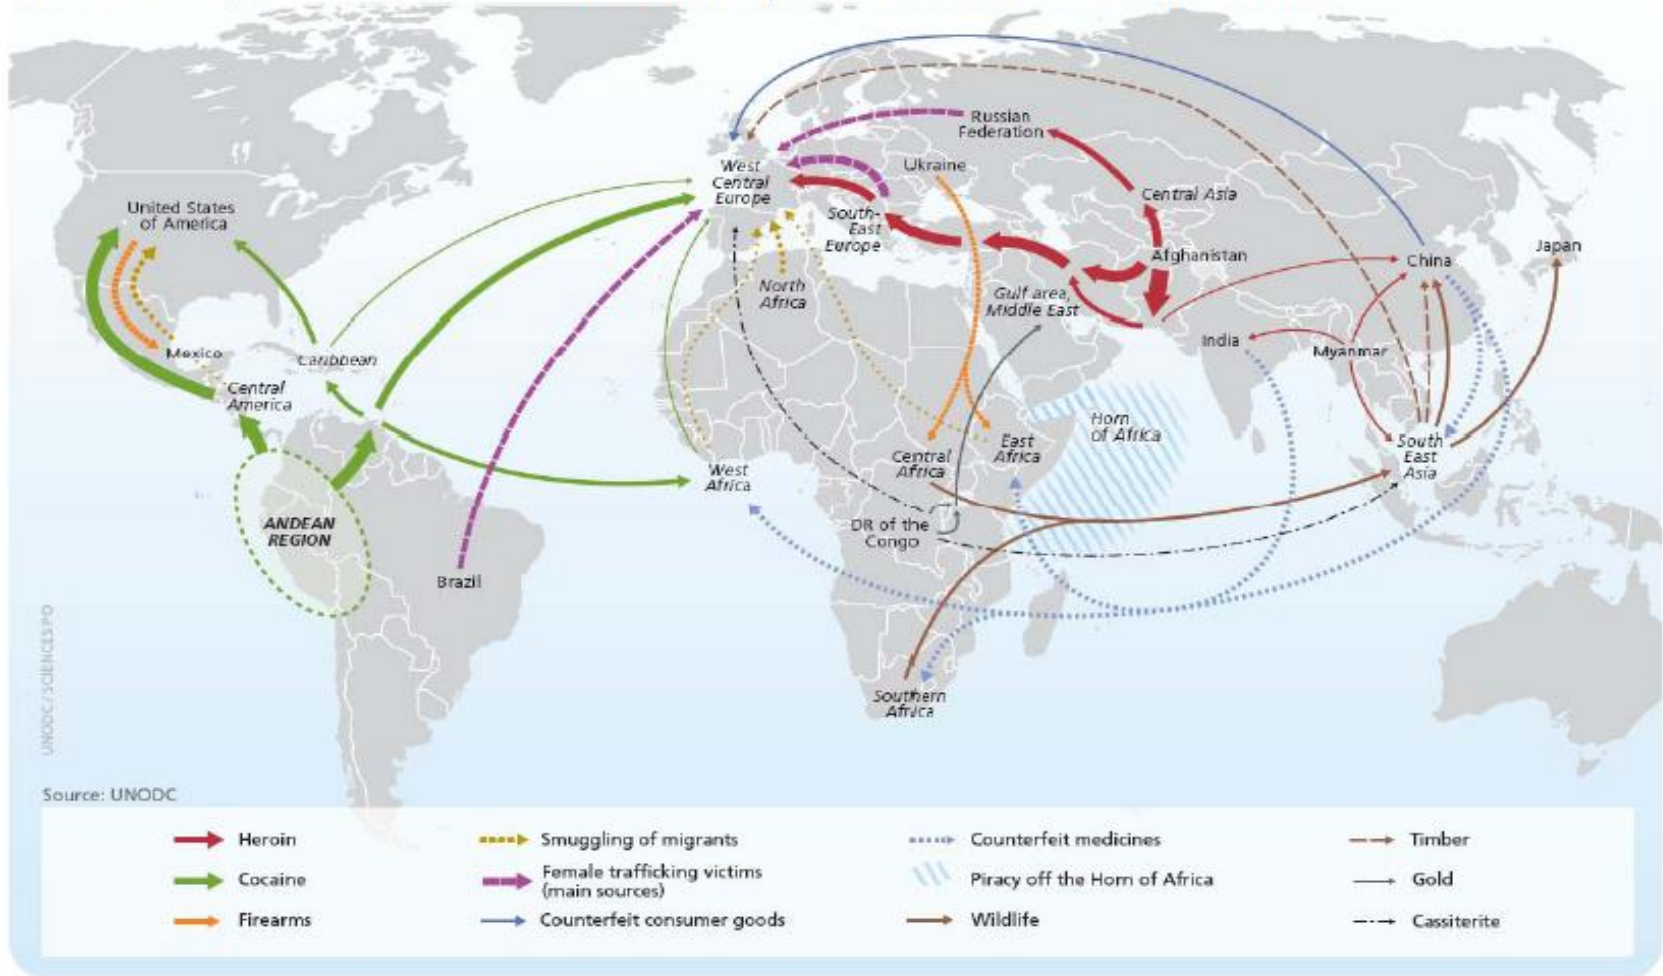 Russian
Federation
West
Central
Europe
Ukraine
Central Asia
United States
of America
South-
East
Europe
Japan
Afghanistan
China
North
Africa
Gulf area,
Middle East
India
Mexico
Caribbean
Myanmar
Central
America
Horn
of Africa
East
Africa
Central
Africa
South
East
Asia
West
Africa
ANDEAN
REGION
DR of the
Congo
Brazil
Southern
Africa
UNODC / SCIENCES PO
Source: UNODC
Heroin
Smuggling of migrants
Counterfeit medicines
Timber
Cocaine
Female trafficking victims
(main sources)
Piracy off the Horn of Africa
Gold
Firearms
Counterfeit consumer goods
Wildlife
Cassiterite